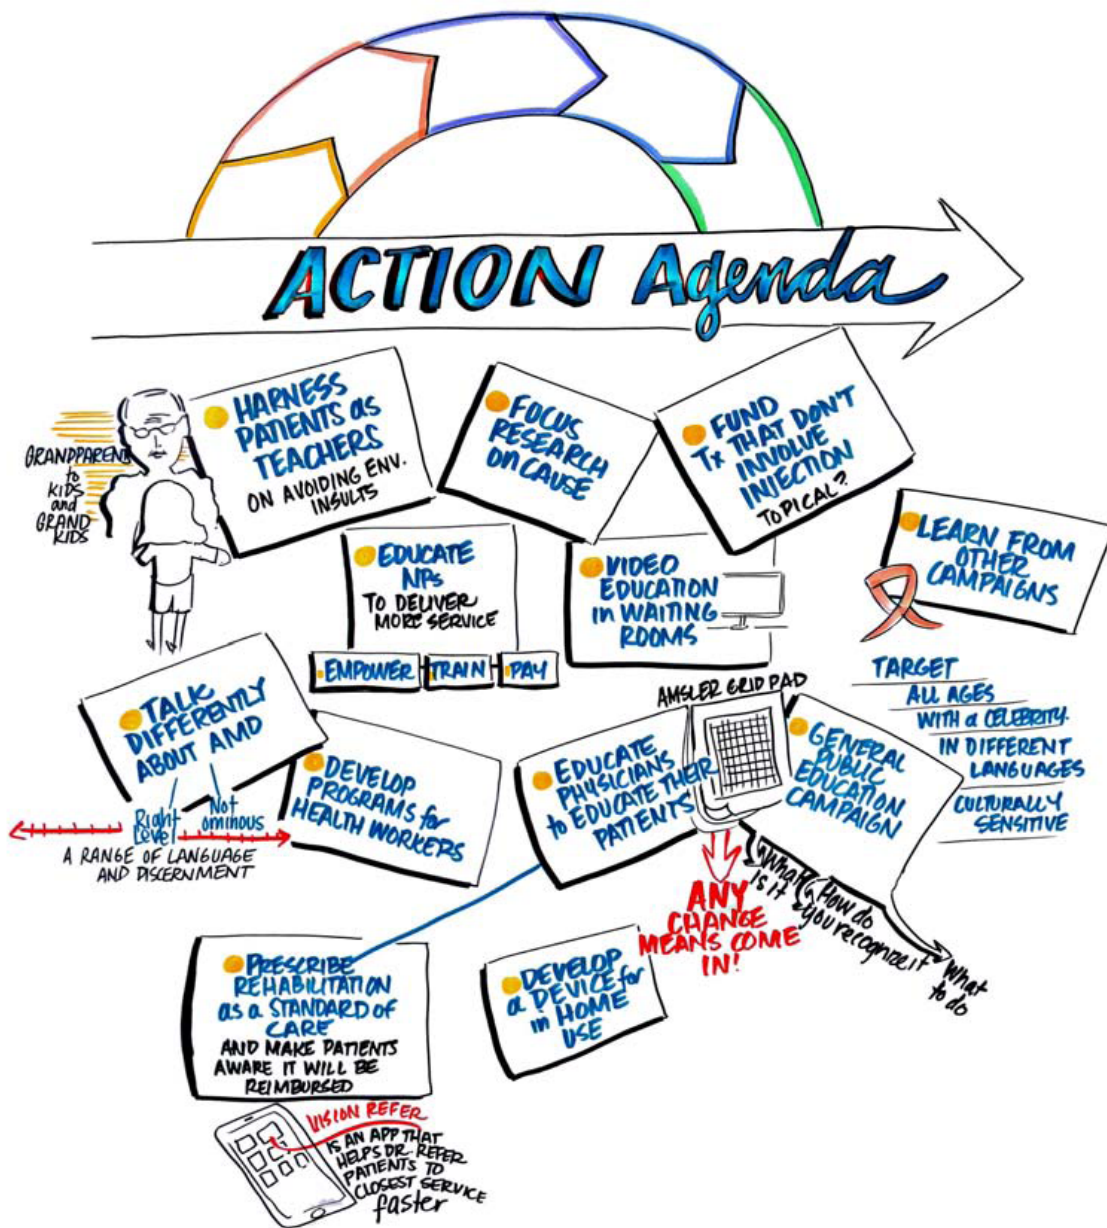 ACTION Agenda
GRANDPARENT
to
KIDS
and
GRAND
KIDS
HARNESS
PATIENTS as
TEACHERS
ON AVOIDING ENV.
INSULTS
FOCUS
RESEARCH
on CAUSE
FUND
Tx THAT DON'T
INVOLVE
INJECTION
TOPICAL?
LEARN FROM
OTHER
CAMPAIGNS
EDUCATE
NPs
TO DELIVER
MORE SERVICE
EMPOWER TRAIN PAY
VIDEO
EDUCATION
in WAITING
ROOMS
TARGET
ALL AGES
WITH a CELEBRITY.
IN DIFFERENT
LANGUAGES
CULTURALLY
SENSITIVE
TALK
DIFFERENTLY
ABOUT AMD
Right
Level
Not
ominous
A RANGE OF LANGUAGE
AND DISCERNMENT
DEVELOP
PROGRAMS for
HEALTH WORKERS
EDUCATE
PHYSICIANS
to EDUCATE THEIR
PATIENTS
AMSLER GRID PAD
ANY
CHANGE
MEANS COME
IN!
GENERAL
PUBLIC
EDUCATION
CAMPAIGN
What
is it
How do
you recognize it
What
to do
PRESCRIBE
REHABILITATION
as a STANDARD of
CARE
AND MAKE PATIENTS
AWARE IT WILL BE
REIMBURSED
DEVELOP
a DEVICE for
in HOME
USE
VISION REFER
IS AN APP THAT
HELPS DR. REFER
PATIENTS TO
CLOSEST SERVICE
faster